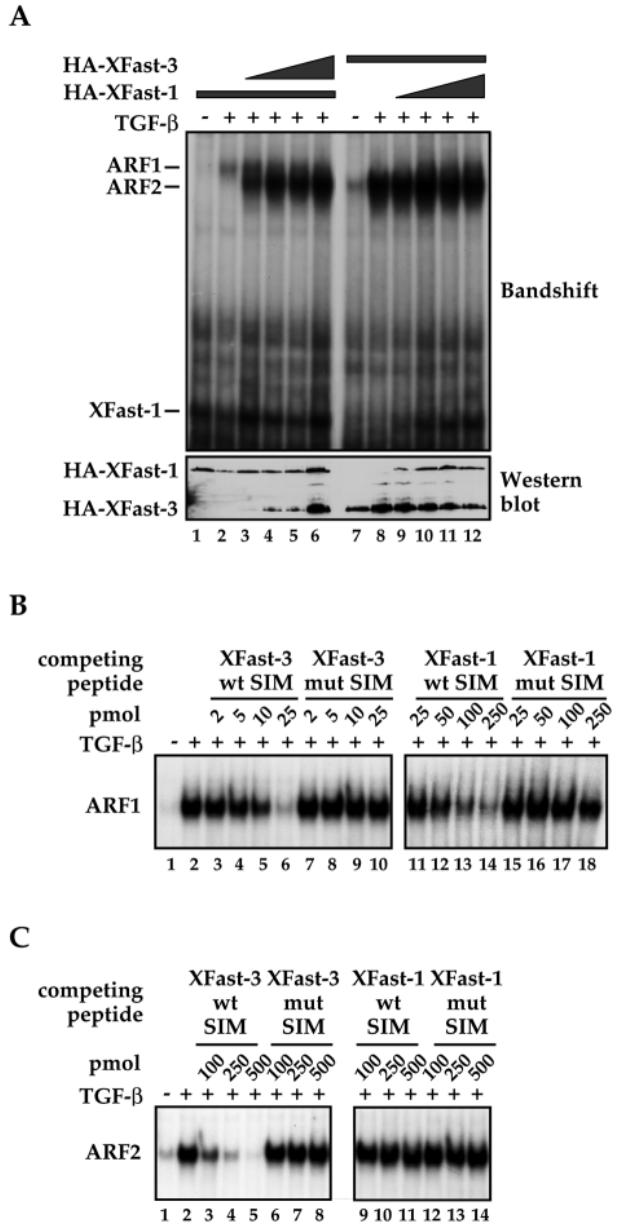 A
HA-XFast-3
HA-XFast-1
TGF-β - + + + + + - + + + + +
ARF1
ARF2
Bandshift
XFast-1
HA-XFast-1
HA-XFast-3
Western
blot
1 2 3 4 5 6 7 8 9 10 11 12
B
competing
peptide
XFast-3 XFast-3 XFast-1 XFast-1
wt SIM mut SIM wt SIM mut SIM
pmol 2 5 10 25 2 5 10 25 25 50 100 250 25 50 100 250
TGF-β - + + + + + + + + + + + + + + + + +
ARF1
1 2 3 4 5 6 7 8 9 10 11 12 13 14 15 16 17 18
C
competing
peptide
XFast-3 XFast-3 XFast-1 XFast-1
wt mut wt mut
SIM SIM SIM SIM
pmol 100 250 500 100 250 500 100 250 500 100 250 500
TGF-β - + + + + + + + + + + + + +
ARF2
1 2 3 4 5 6 7 8 9 10 11 12 13 14